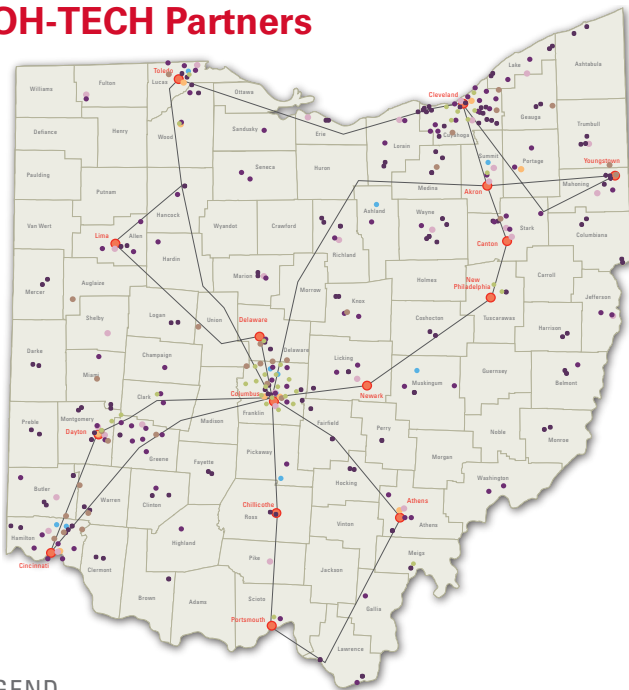 OH-TECH Partners
Williams
Fulton
Toledo
Lucas
Ottawa
Lake
Ashtabula
Cleveland
Cuyahoga
Geauga
Trumbull
Defiance
Henry
Wood
Sandusky
Erie
Lorain
Summit
Portage
Youngstown
Mahoning
Paulding
Putnam
Seneca
Huron
Medina
Akron
Van Wert
Hancock
Wyandot
Crawford
Ashland
Wayne
Stark
Columbiana
Canton
Lima
Allen
Hardin
Richland
Mercer
Auglaize
Marion
Morrow
Holmes
New
Philadelphia
Carroll
Jefferson
Shelby
Logan
Union
Delaware
Knox
Coshocton
Tuscarawas
Harrison
Darke
Miami
Champaign
Delaware
Licking
Muskingum
Guernsey
Belmont
Clark
Columbus
Franklin
Newark
Preble
Montgomery
Dayton
Greene
Madison
Fairfield
Perry
Morgan
Noble
Monroe
Pickaway
Fayette
Hocking
Washington
Butler
Warren
Clinton
Chillicothe
Ross
Vinton
Athens
Athens
Hamilton
Cincinnati
Clermont
Highland
Pike
Jackson
Meigs
Brown
Adams
Scioto
Portsmouth
Gallia
Lawrence
GEND